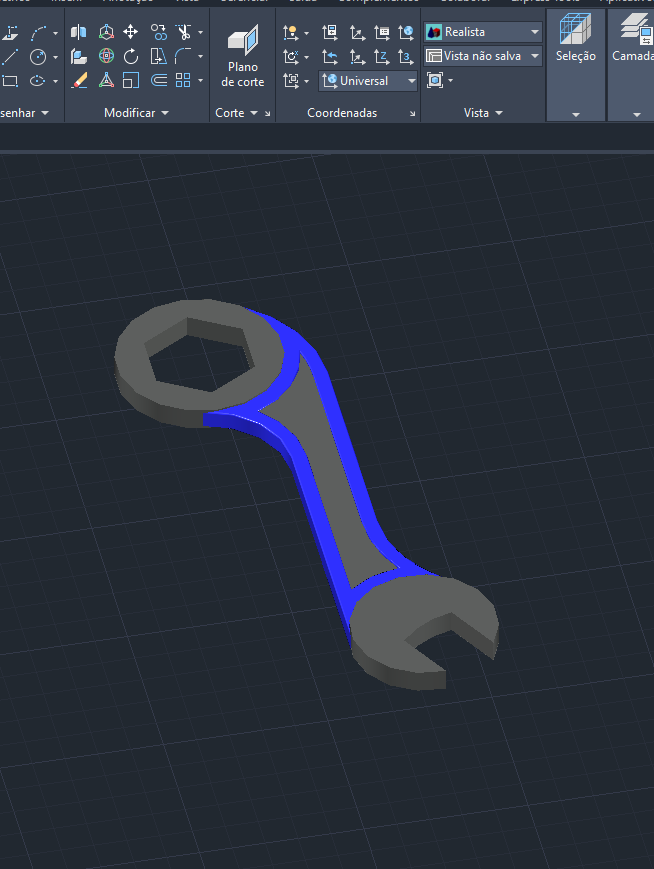 Realista
Vista não salva
Universal
Plano
de corte
Seleção
Camada
senhar
Modificar
Corte
Coordenadas
Vista